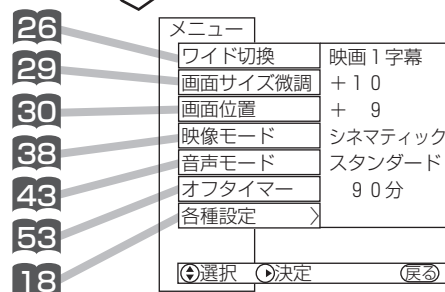 26
29
30
38
43
53
18
メニュー
ワイド切換 映画1字幕
画面サイズ微調 +10
画面位置 + 9
映像モード シネマティック
音声モード スタンダード
オフタイマー 90分
各種設定 〉
選択 決定 戻る